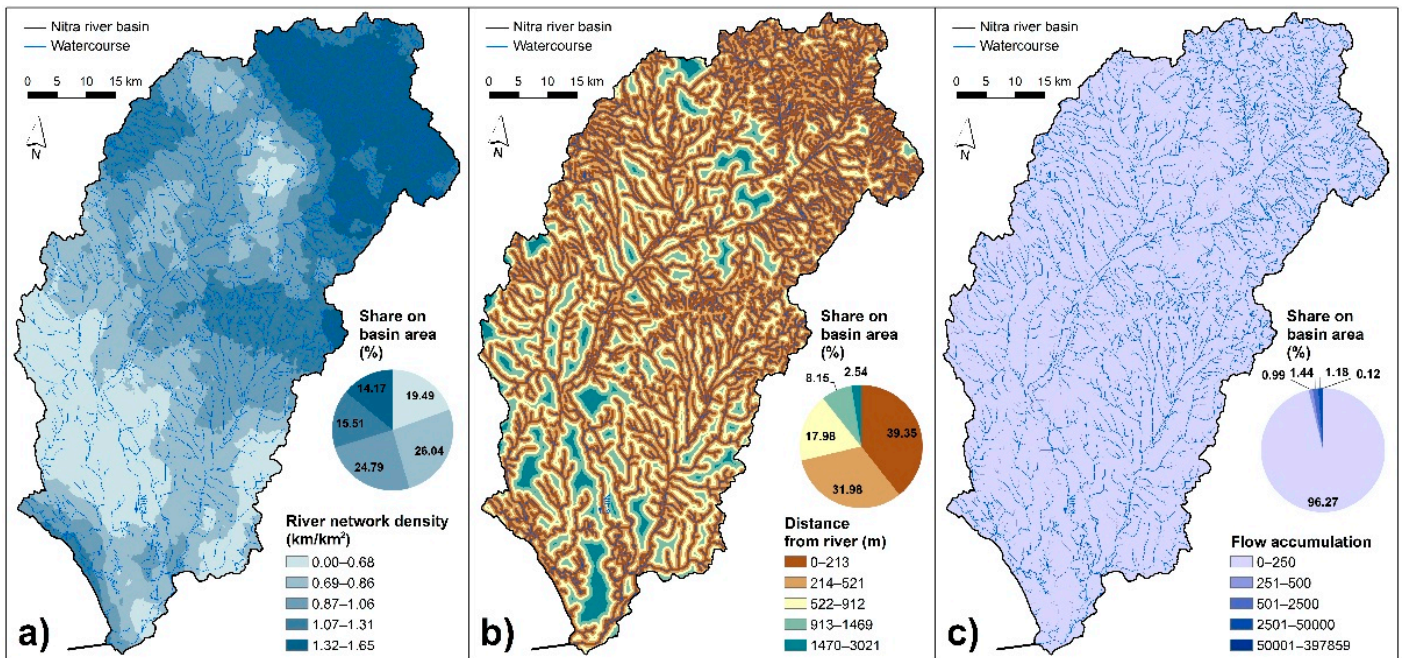 Nitra river basin
Watercourse
0 5 10 15 km
N
Share on
basin area
(%)
14.17
19.49
15.51
26.04
24.79
River network density
(km/km²)
0.00–0.68
0.69–0.86
0.87–1.06
1.07–1.31
1.32–1.65
a)
Nitra river basin
Watercourse
0 5 10 15 km
N
Share on
basin area
(%)
2.54
8.15
17.98
39.35
31.98
Distance
from river (m)
0–213
214–521
522–912
913–1469
1470–3021
b)
Nitra river basin
Watercourse
0 5 10 15 km
N
Share on
basin area
(%)
0.99 1.44 1.18 0.12
96.27
Flow accumulation
0–250
251–500
501–2500
2501–50000
50001–397859
c)